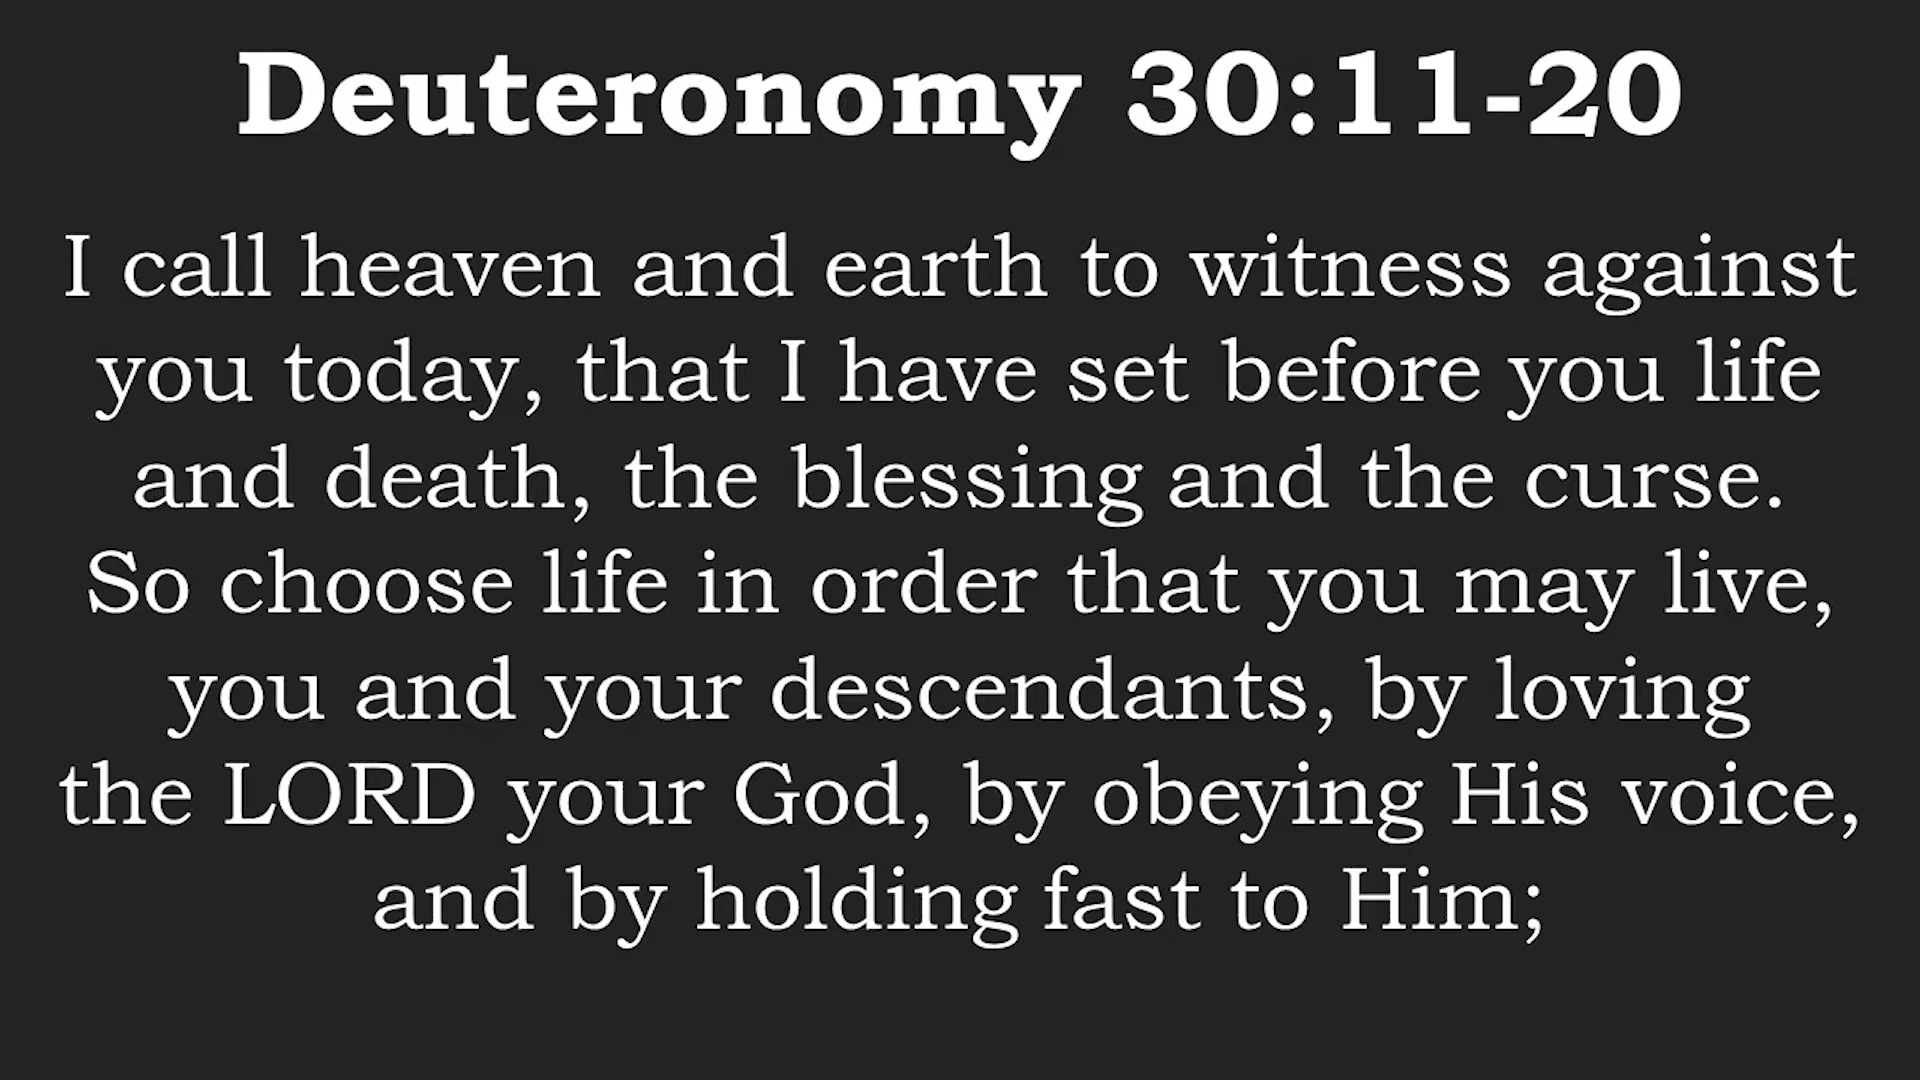 Deuteronomy 30:11-20
I call heaven and earth to witness against
you today, that I have set before you life
and death, the blessing and the curse.
So choose life in order that you may live,
you and your descendants, by loving
the LORD your God, by obeying His voice,
and by holding fast to Him;